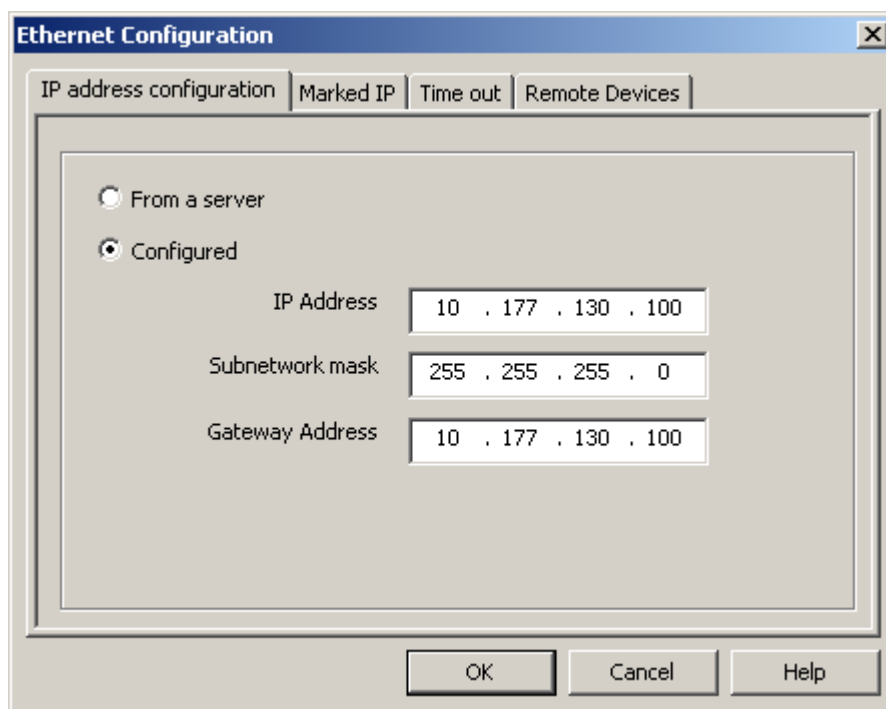 Ethernet Configuration
IP address configuration Marked IP Time out Remote Devices
From a server
Configured
IP Address 10 . 177 . 130 . 100
Subnetwork mask 255 . 255 . 255 . 0
Gateway Address 10 . 177 . 130 . 100
OK Cancel Help